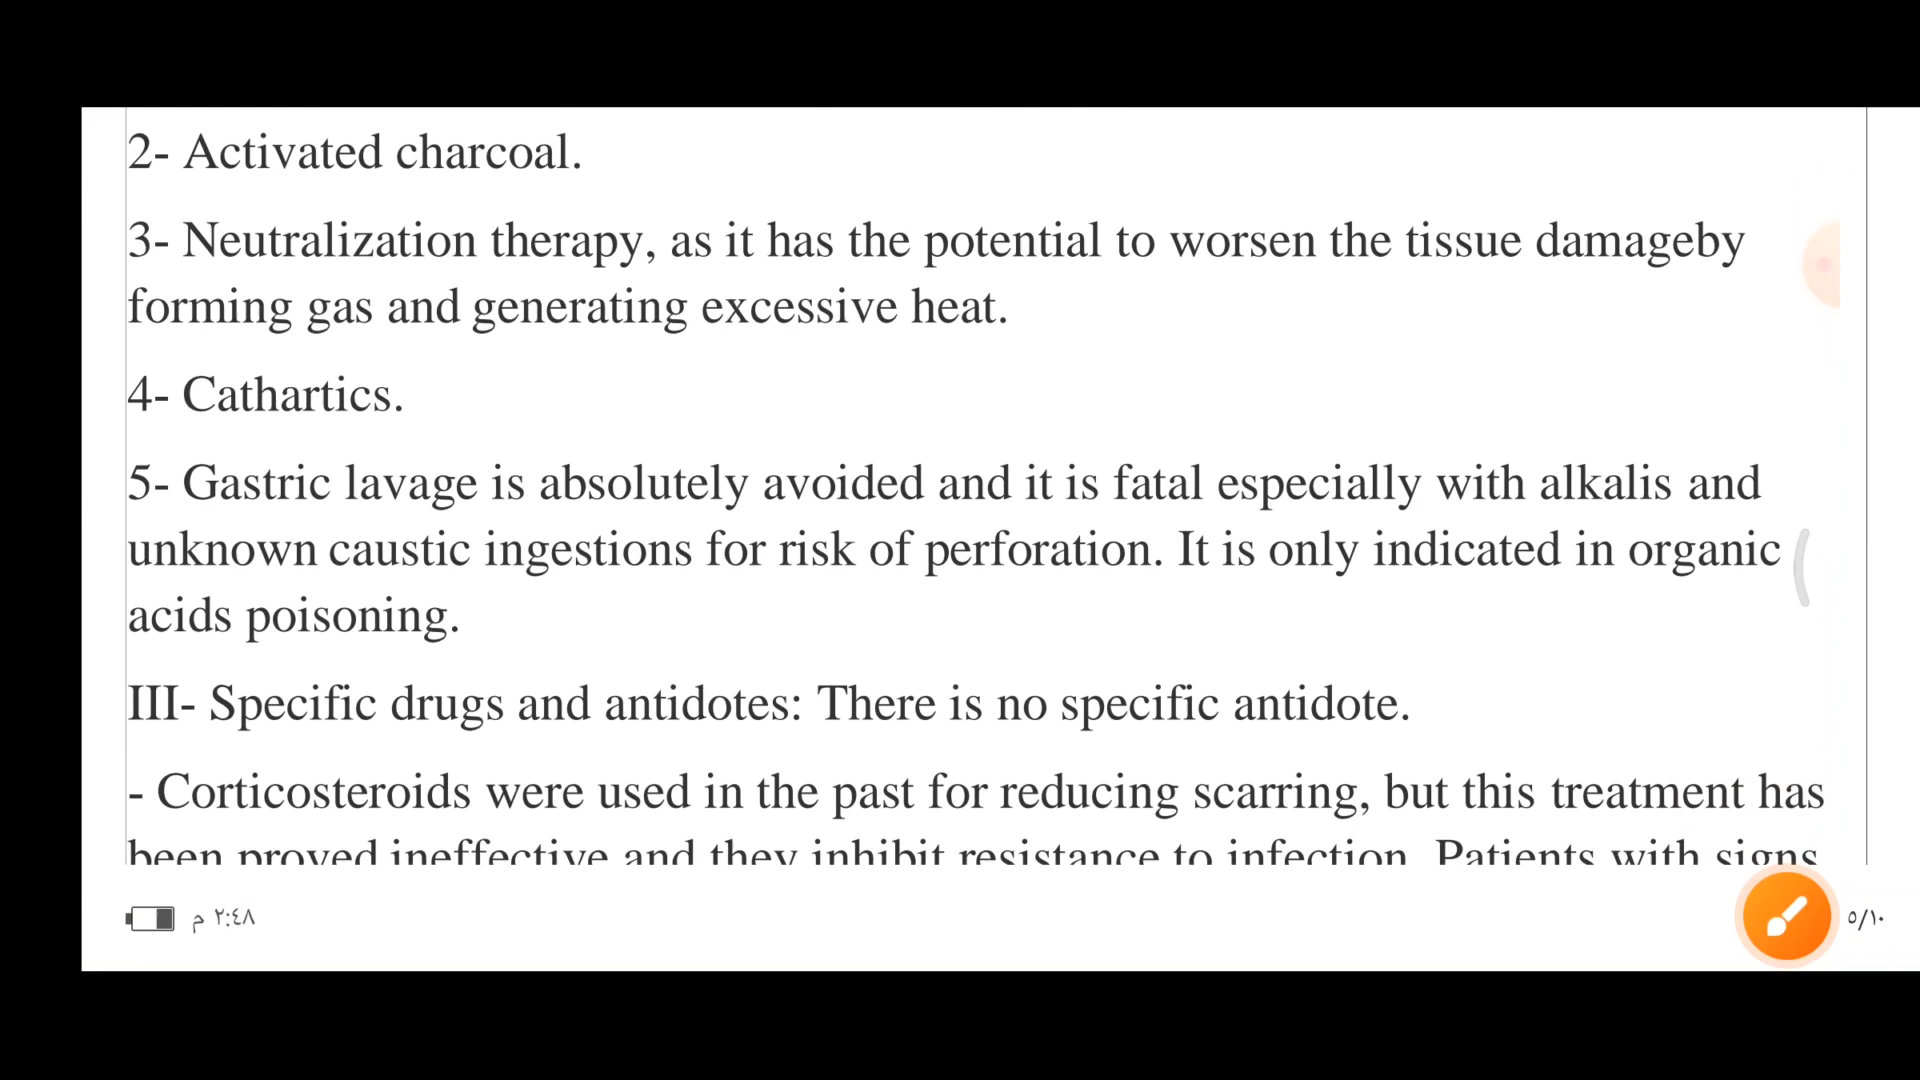 2- Activated charcoal.
3- Neutralization therapy, as it has the potential to worsen the tissue damageby
forming gas and generating excessive heat.
4- Cathartics.
5- Gastric lavage is absolutely avoided and it is fatal especially with alkalis and
unknown caustic ingestions for risk of perforation. It is only indicated in organic
acids poisoning.
III- Specific drugs and antidotes: There is no specific antidote.
- Corticosteroids were used in the past for reducing scarring, but this treatment has
been proved ineffective and they inhibit resistance to infection. Patients with signs
٢:٤٨ م
٥/١٠